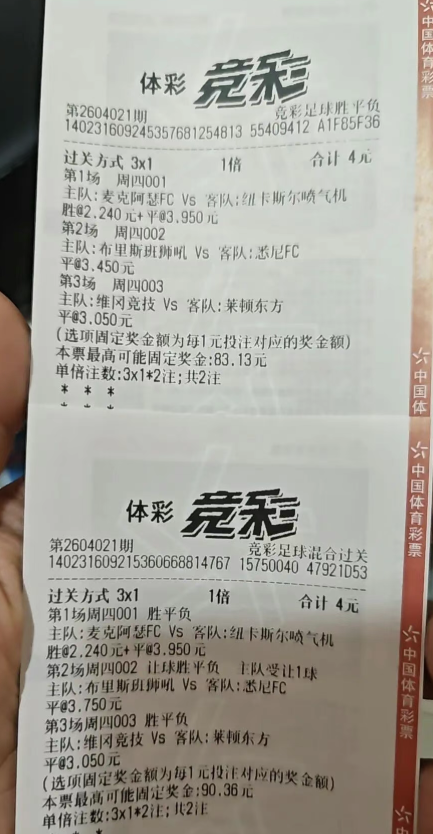 体彩 竞彩
第2604021期 竞彩足球胜平负
140231609245357681254813 55409412 A1F85F36
过关方式 3x1 1倍 合计 4元
第1场 周四001
主队:麦克阿瑟FC Vs 客队:纽卡斯尔喷气机
胜@2.240元+平@3.950元
第2场 周四002
主队:布里斯班狮吼 Vs 客队:悉尼FC
平@3.450元
第3场 周四003
主队:维冈竞技 Vs 客队:莱顿东方
平@3.050元
(选项固定奖金额为每1元投注对应的奖金额)
本票最高可能固定奖金:83.13元
单倍注数:3x1*2注;共2注
* * *
* * *
体彩 竞彩
第2604021期 竞彩足球混合过关
140231609215360668814767 15750040 47921D53
过关方式 3x1 1倍 合计 4元
第1场周四001 胜平负
主队:麦克阿瑟FC Vs 客队:纽卡斯尔喷气机
胜@2.240元+平@3.950元
第2场周四002 让球胜平负 主队受让1球
主队:布里斯班狮吼 Vs 客队:悉尼FC
平@3.750元
第3场周四003 胜平负
主队:维冈竞技 Vs 客队:莱顿东方
平@3.050元
(选项固定奖金额为每1元投注对应的奖金额)
本票最高可能固定奖金:90.36元
单倍注数:3x1*2注;共2注
中国体育彩票
中国体
中国体育彩票
中国体育彩票
中国体